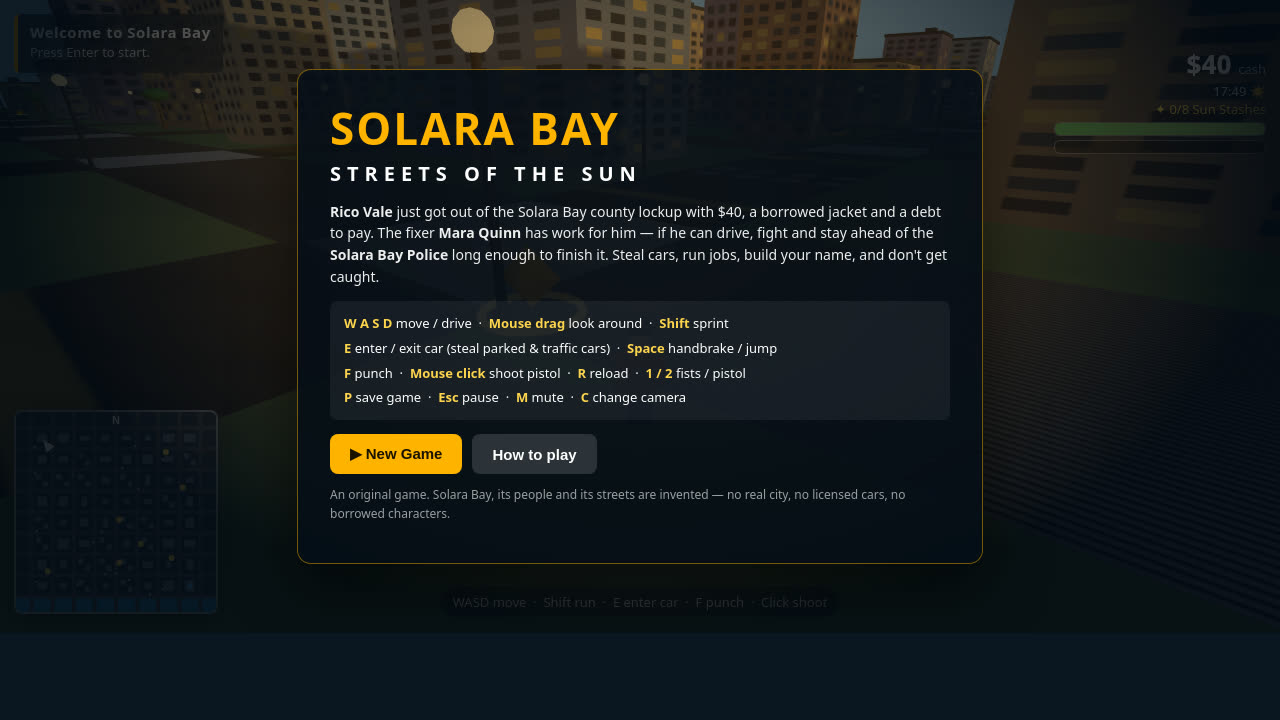 Welcome to Solara Bay
Press Enter to start.
$40 cash
17:49
0/8 Sun Stashes
SOLARA BAY
STREETS OF THE SUN
Rico Vale just got out of the Solara Bay county lockup with $40, a borrowed jacket and a debt
to pay. The fixer Mara Quinn has work for him — if he can drive, fight and stay ahead of the
Solara Bay Police long enough to finish it. Steal cars, run jobs, build your name, and don't get
caught.
W A S D move / drive · Mouse drag look around · Shift sprint
E enter / exit car (steal parked & traffic cars) · Space handbrake / jump
F punch · Mouse click shoot pistol · R reload · 1 / 2 fists / pistol
P save game · Esc pause · M mute · C change camera
▶ New Game
How to play
An original game. Solara Bay, its people and its streets are invented — no real city, no licensed cars, no
borrowed characters.
N
WASD move · Shift run · E enter car · F punch · Click shoot